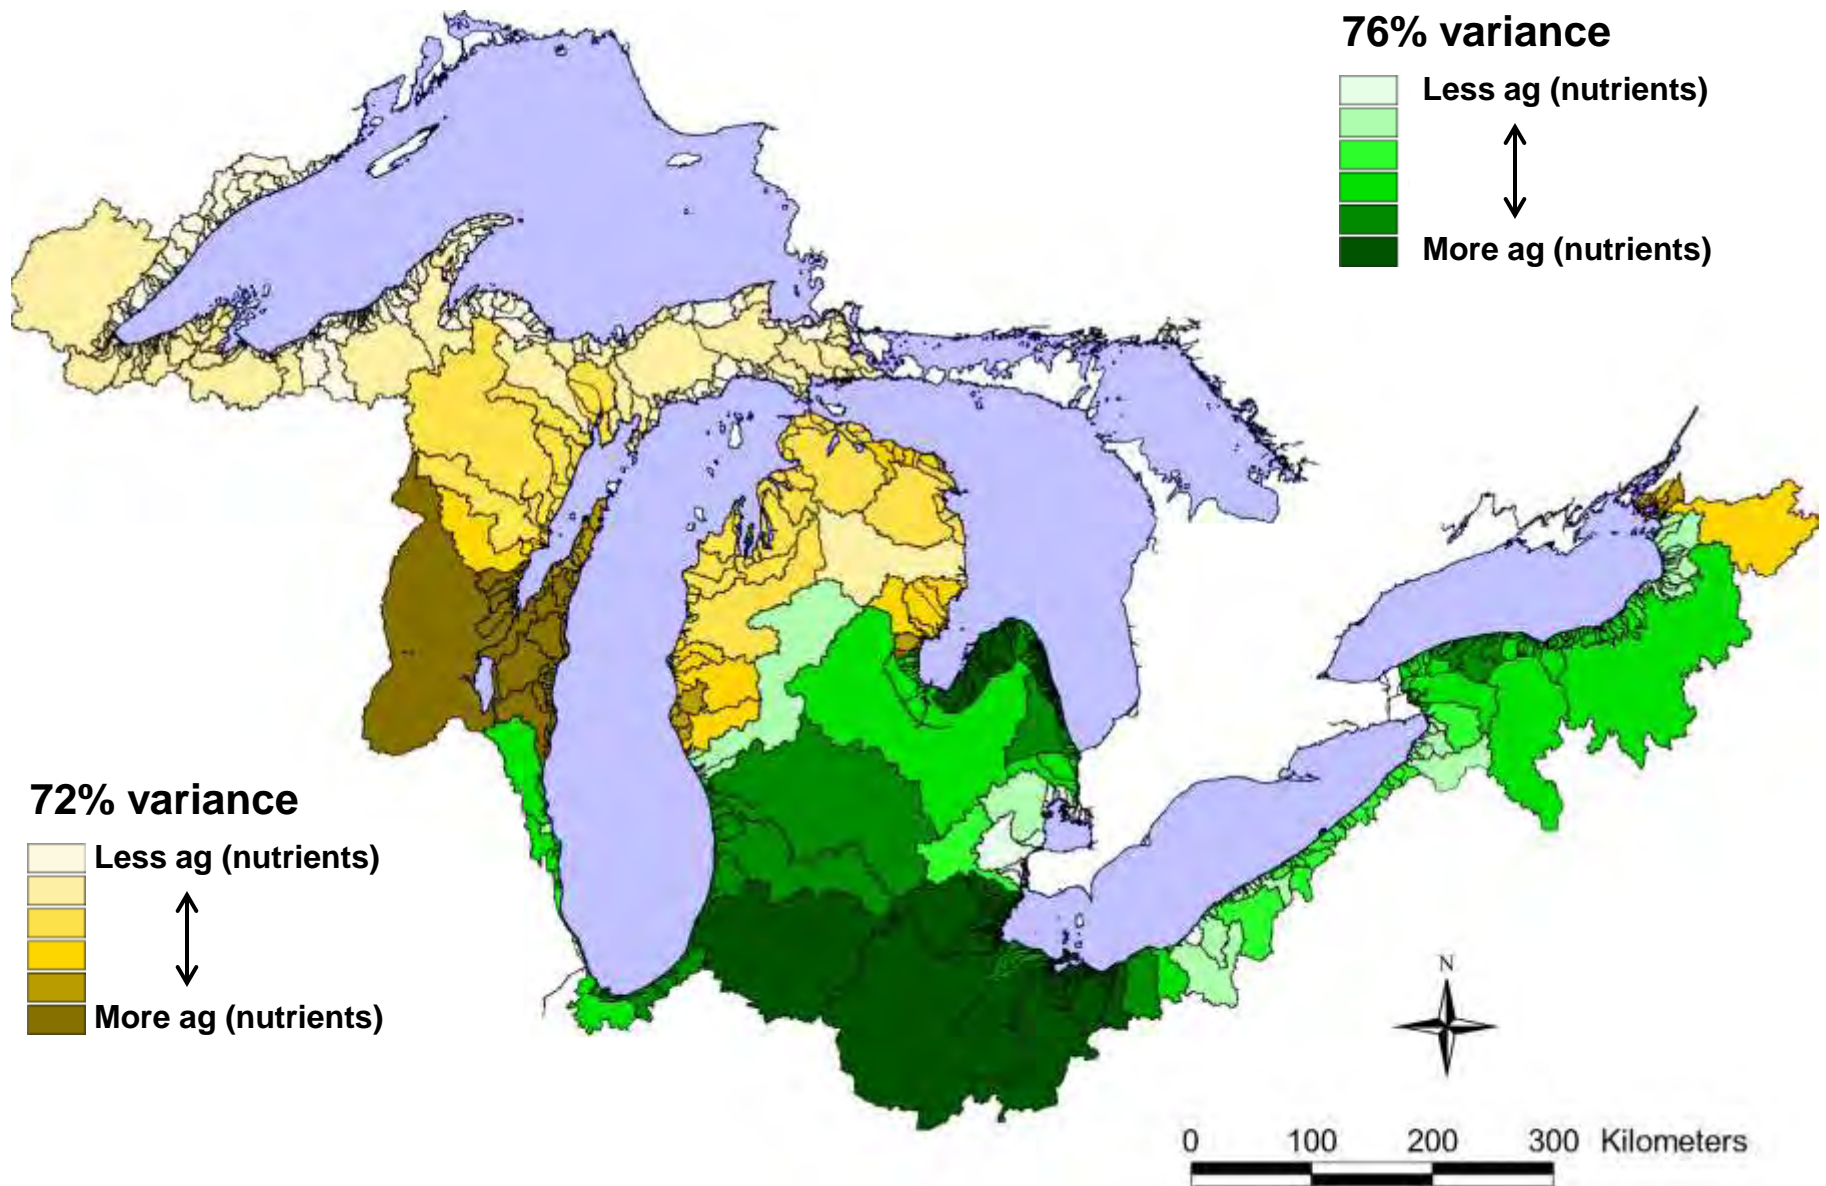 76% variance
Less ag (nutrients)
More ag (nutrients)
72% variance
Less ag (nutrients)
More ag (nutrients)
N
0 100 200 300 Kilometers